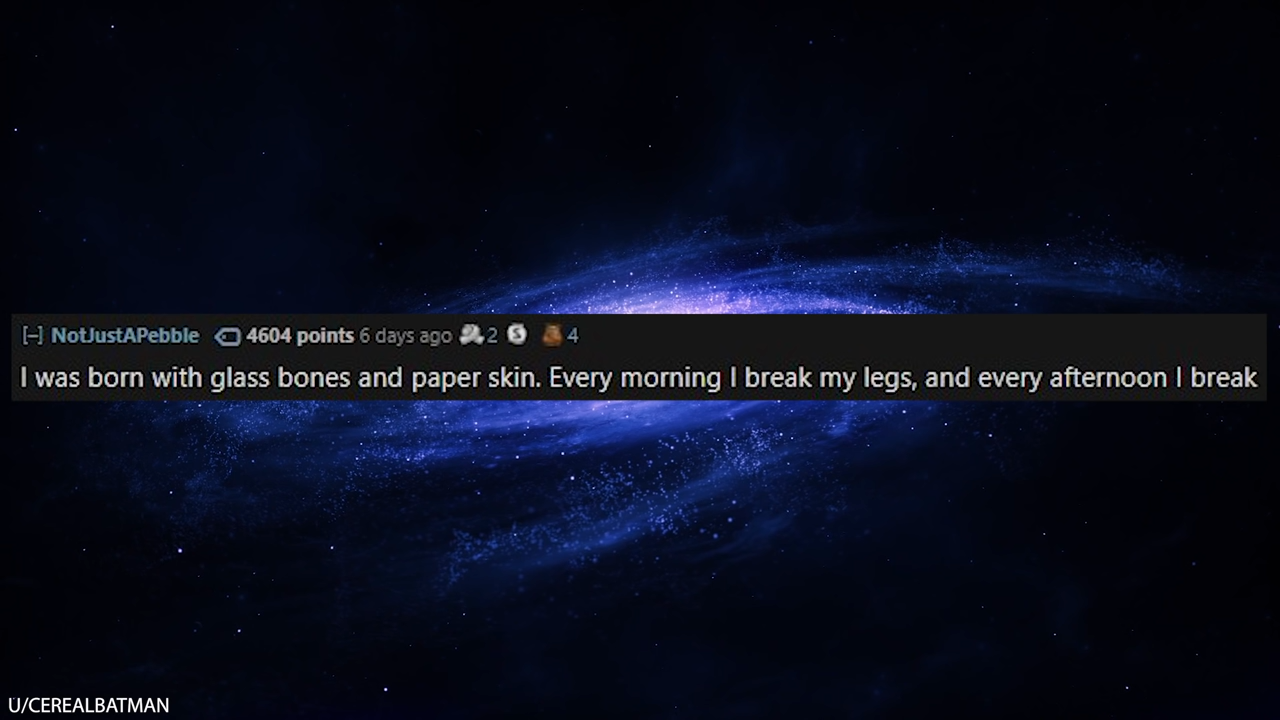 [–] NotJustAPebble 4604 points 6 days ago 2 S 4
I was born with glass bones and paper skin. Every morning I break my legs, and every afternoon I break
U/CEREALBATMAN